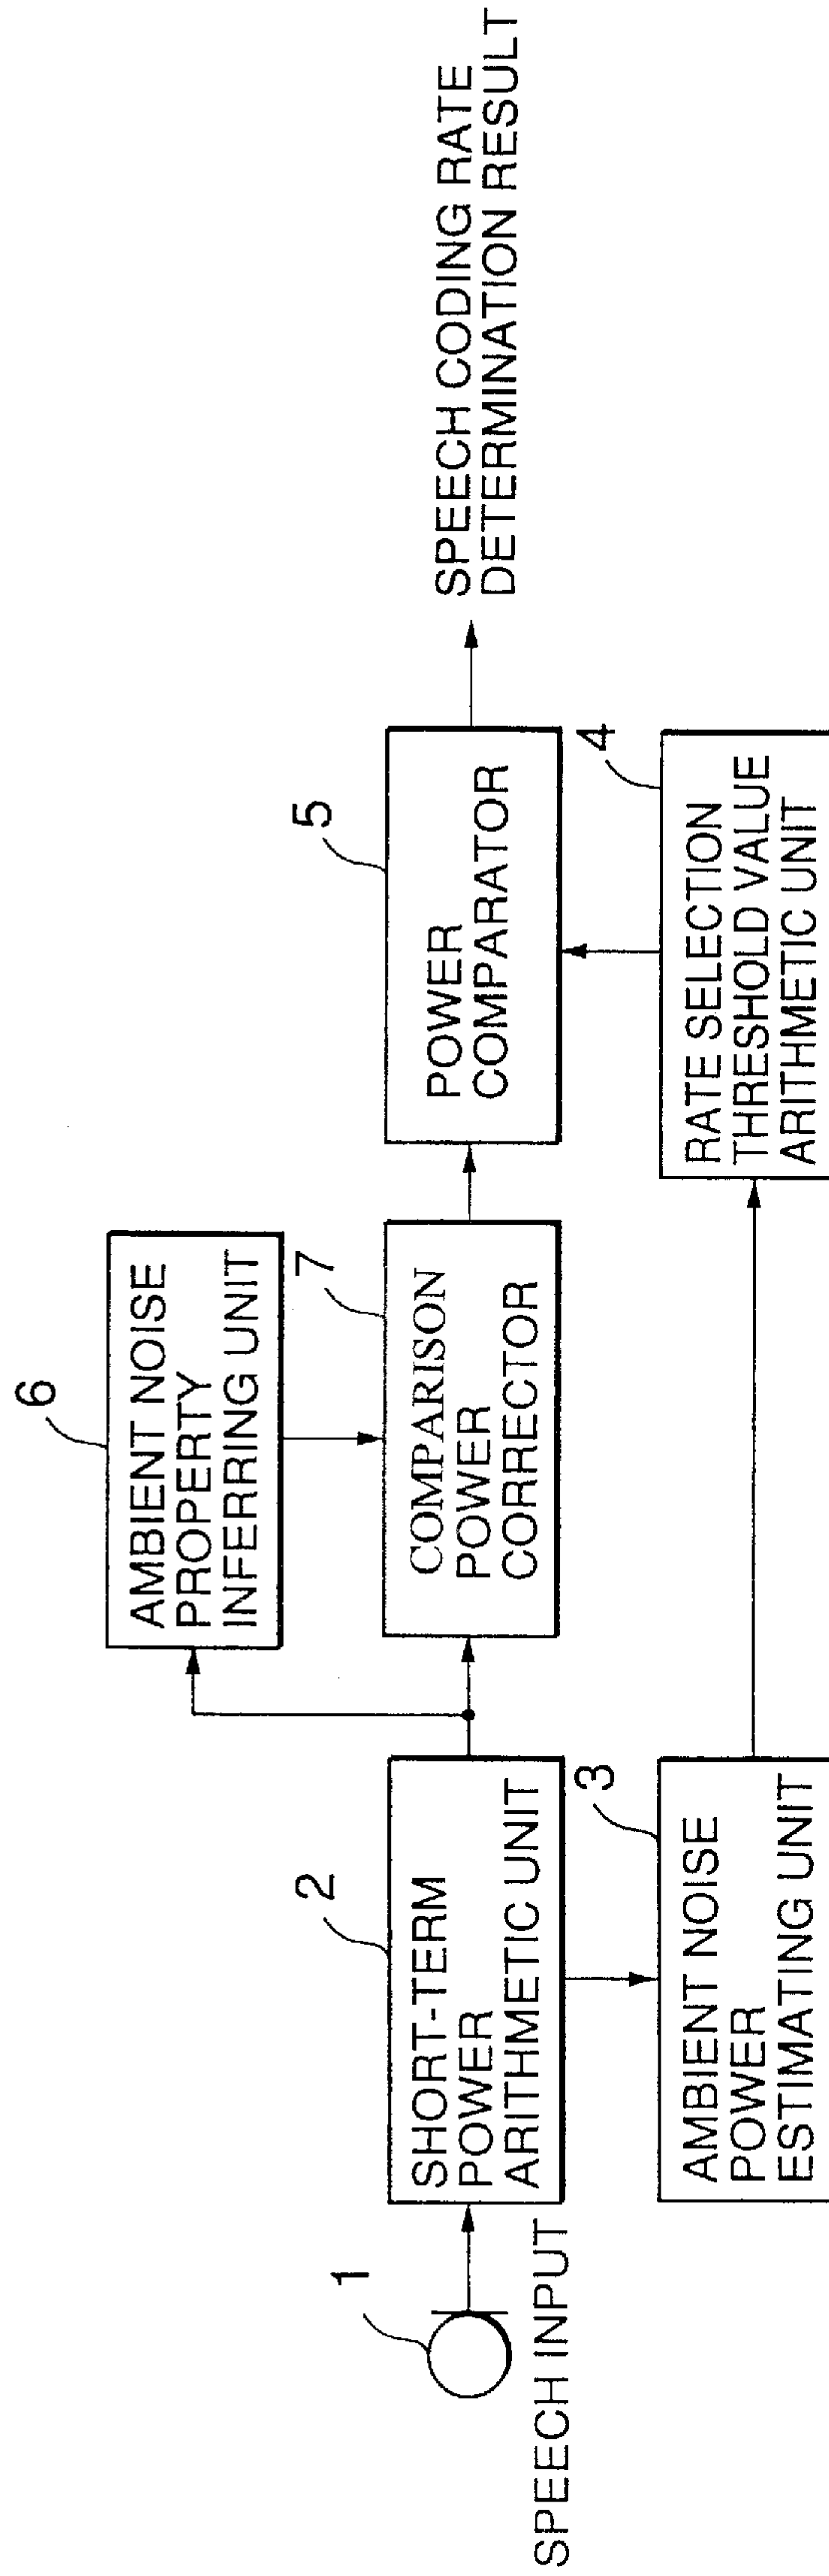 6
AMBIENT NOISE
PROPERTY
INFERRING UNIT
1
SPEECH INPUT
2
SHORT-TERM
POWER
ARITHMETIC UNIT
7
COMPARISON
POWER
CORRECTOR
5
POWER
COMPARATOR
SPEECH CODING RATE
DETERMINATION RESULT
3
AMBIENT NOISE
POWER
ESTIMATING UNIT
4
RATE SELECTION
THRESHOLD VALUE
ARITHMETIC UNIT